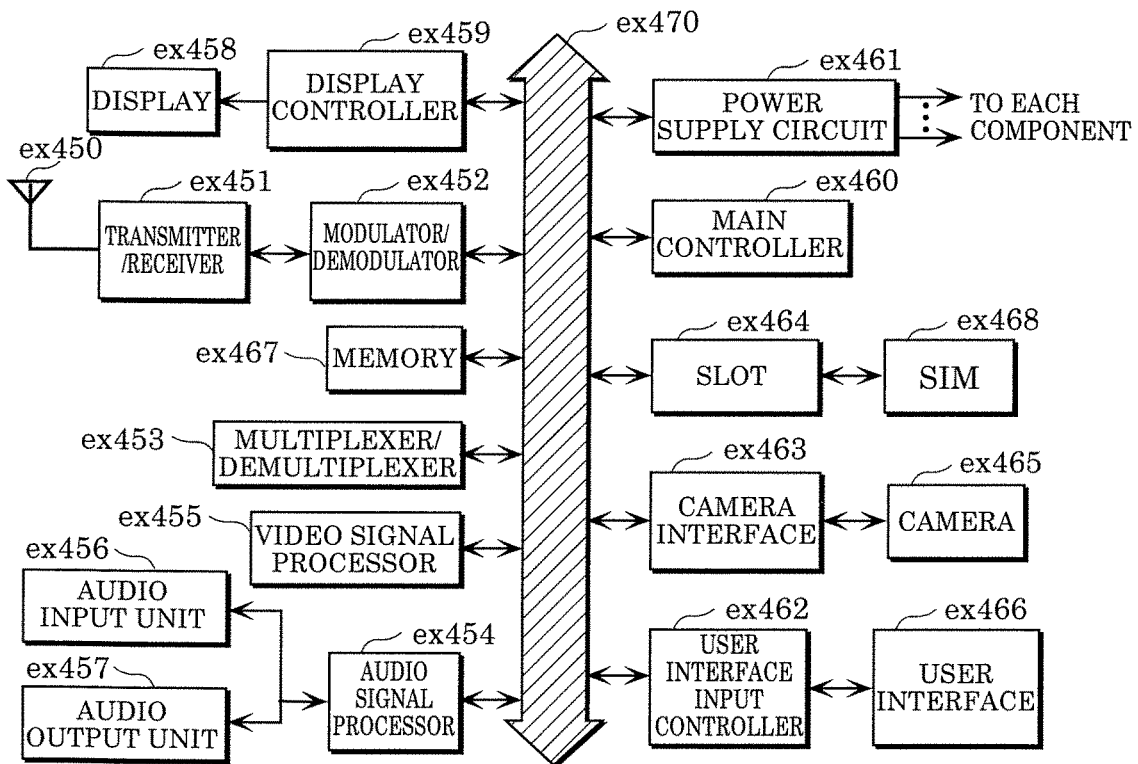 ex470
ex458
ex459
DISPLAY
DISPLAY
CONTROLLER
ex461
POWER
SUPPLY CIRCUIT
TO EACH
COMPONENT
ex450
ex451
TRANSMITTER
/RECEIVER
ex452
MODULATOR/
DEMODULATOR
ex460
MAIN
CONTROLLER
ex467
MEMORY
ex464
SLOT
ex468
SIM
ex453
MULTIPLEXER/
DEMULTIPLEXER
ex463
CAMERA
INTERFACE
ex465
CAMERA
ex455
VIDEO SIGNAL
PROCESSOR
ex456
AUDIO
INPUT UNIT
ex457
AUDIO
OUTPUT UNIT
ex454
AUDIO
SIGNAL
PROCESSOR
ex462
USER
INTERFACE
INPUT
CONTROLLER
ex466
USER
INTERFACE